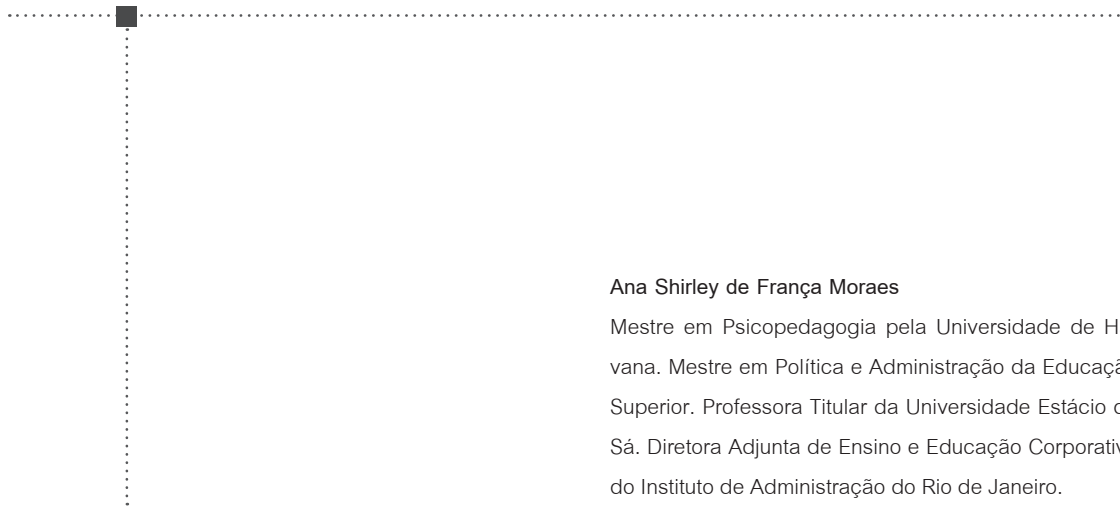 Ana Shirley de França Moraes
Mestre em Psicopedagogia pela Universidade de H
vana. Mestre em Política e Administração da Educaçã
Superior. Professora Titular da Universidade Estácio d
Sá. Diretora Adjunta de Ensino e Educação Corporativ
do Instituto de Administração do Rio de Janeiro.